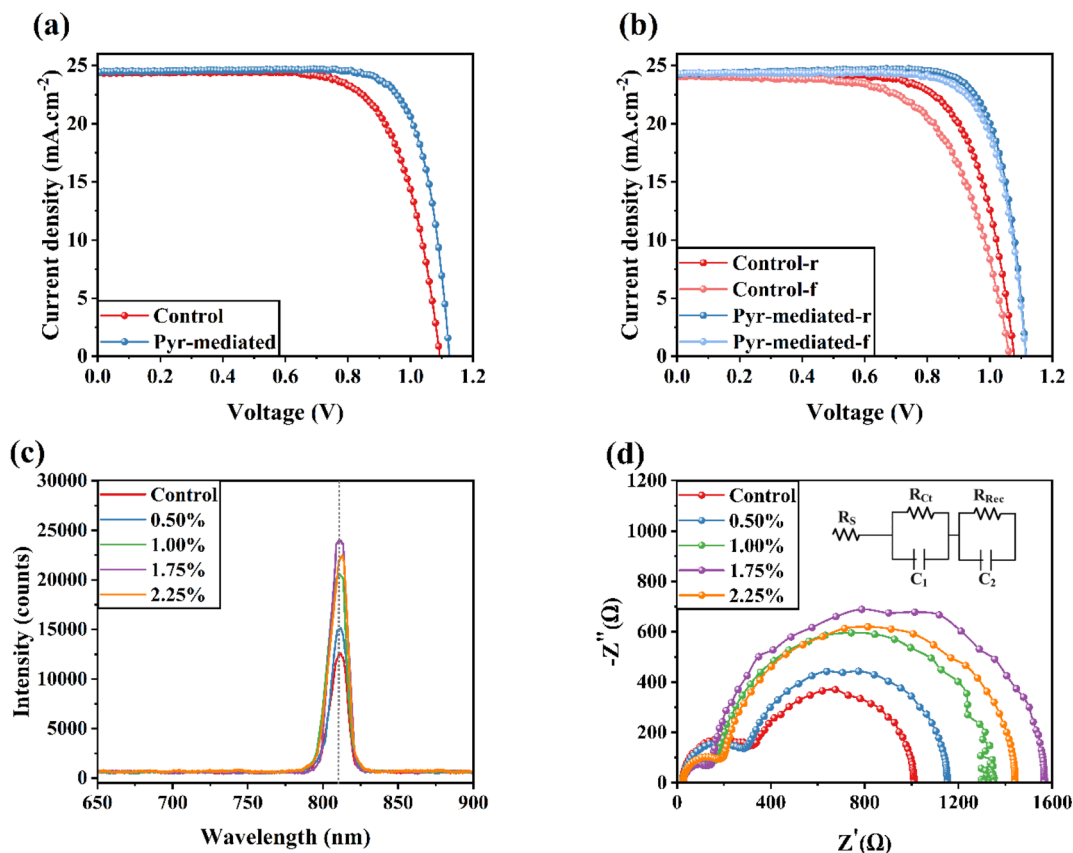 (a)
Current density (mA.cm⁻²)
25
20
15
10
5
0
Control
Pyr-mediated
0.0 0.2 0.4 0.6 0.8 1.0 1.2
Voltage (V)
(b)
Current density (mA.cm⁻²)
25
20
15
10
5
0
Control-r
Control-f
Pyr-mediated-r
Pyr-mediated-f
0.0 0.2 0.4 0.6 0.8 1.0 1.2
Voltage (V)
(c)
Intensity (counts)
30000
25000
20000
15000
10000
5000
0
Control
0.50%
1.00%
1.75%
2.25%
650 700 750 800 850 900
Wavelength (nm)
(d)
-Z''(Ω)
1200
1000
800
600
400
200
0
Control
0.50%
1.00%
1.75%
2.25%
R_S
R_Ct
R_Rec
C₁
C₂
0 400 800 1200 1600
Z'(Ω)